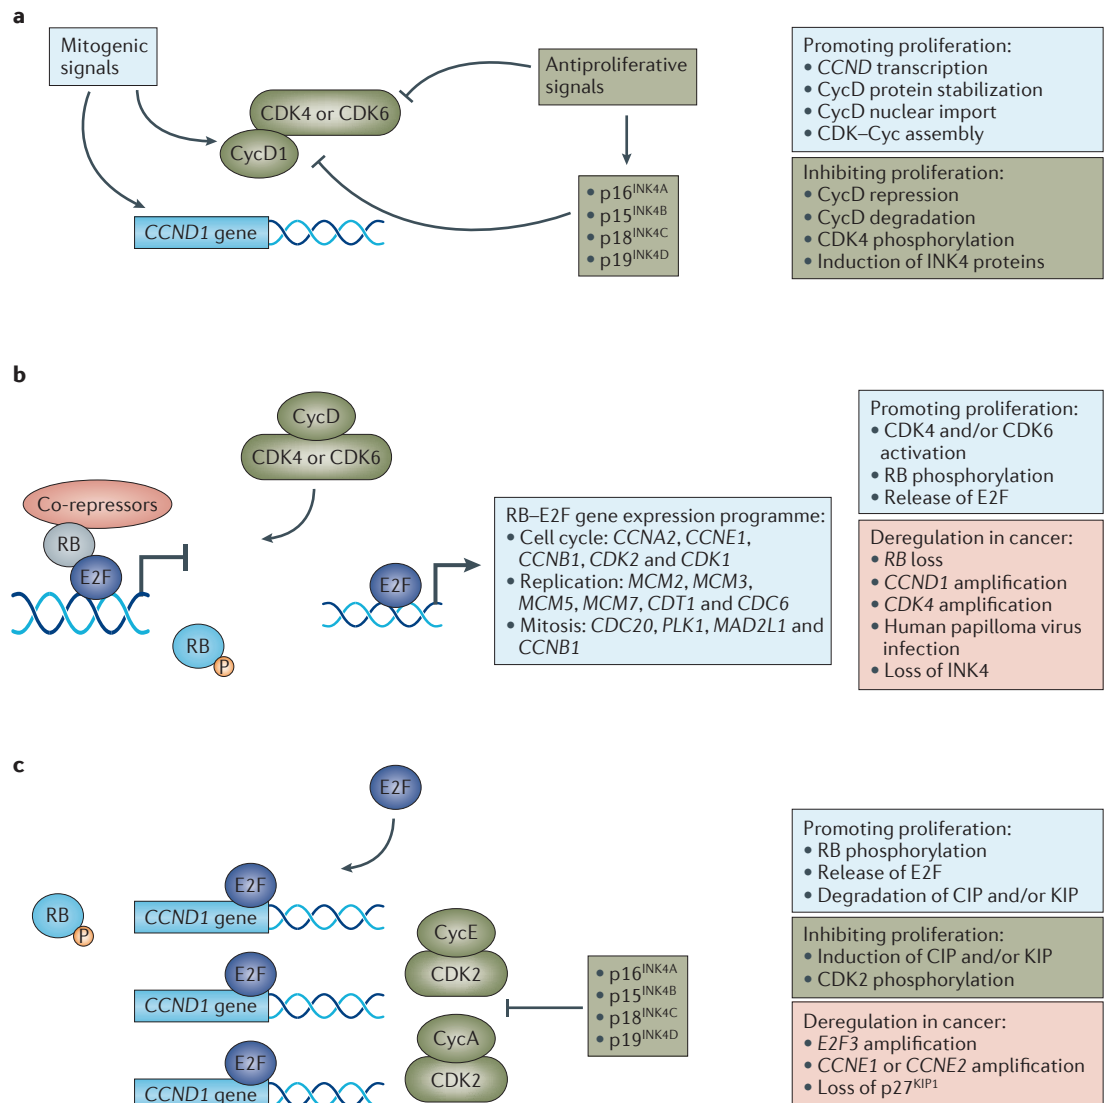 a
Mitogenic
signals
CDK4 or CDK6
CycD1
CCND1 gene
Antiproliferative
signals
• p16INK4A
• p15INK4B
• p18INK4C
• p19INK4D
Promoting proliferation:
• CCND transcription
• CycD protein stabilization
• CycD nuclear import
• CDK–Cyc assembly
Inhibiting proliferation:
• CycD repression
• CycD degradation
• CDK4 phosphorylation
• Induction of INK4 proteins
b
CycD
CDK4 or CDK6
Co-repressors
RB
E2F
RB
P
E2F
RB–E2F gene expression programme:
• Cell cycle: CCNA2, CCNE1,
CCNB1, CDK2 and CDK1
• Replication: MCM2, MCM3,
MCM5, MCM7, CDT1 and CDC6
• Mitosis: CDC20, PLK1, MAD2L1 and
CCNB1
Promoting proliferation:
• CDK4 and/or CDK6
activation
• RB phosphorylation
• Release of E2F
Deregulation in cancer:
• RB loss
• CCND1 amplification
• CDK4 amplification
• Human papilloma virus
infection
• Loss of INK4
c
E2F
RB
P
E2F
CCND1 gene
E2F
CCND1 gene
E2F
CCND1 gene
CycE
CDK2
CycA
CDK2
• p16INK4A
• p15INK4B
• p18INK4C
• p19INK4D
Promoting proliferation:
• RB phosphorylation
• Release of E2F
• Degradation of CIP and/or KIP
Inhibiting proliferation:
• Induction of CIP and/or KIP
• CDK2 phosphorylation
Deregulation in cancer:
• E2F3 amplification
• CCNE1 or CCNE2 amplification
• Loss of p27KIP1